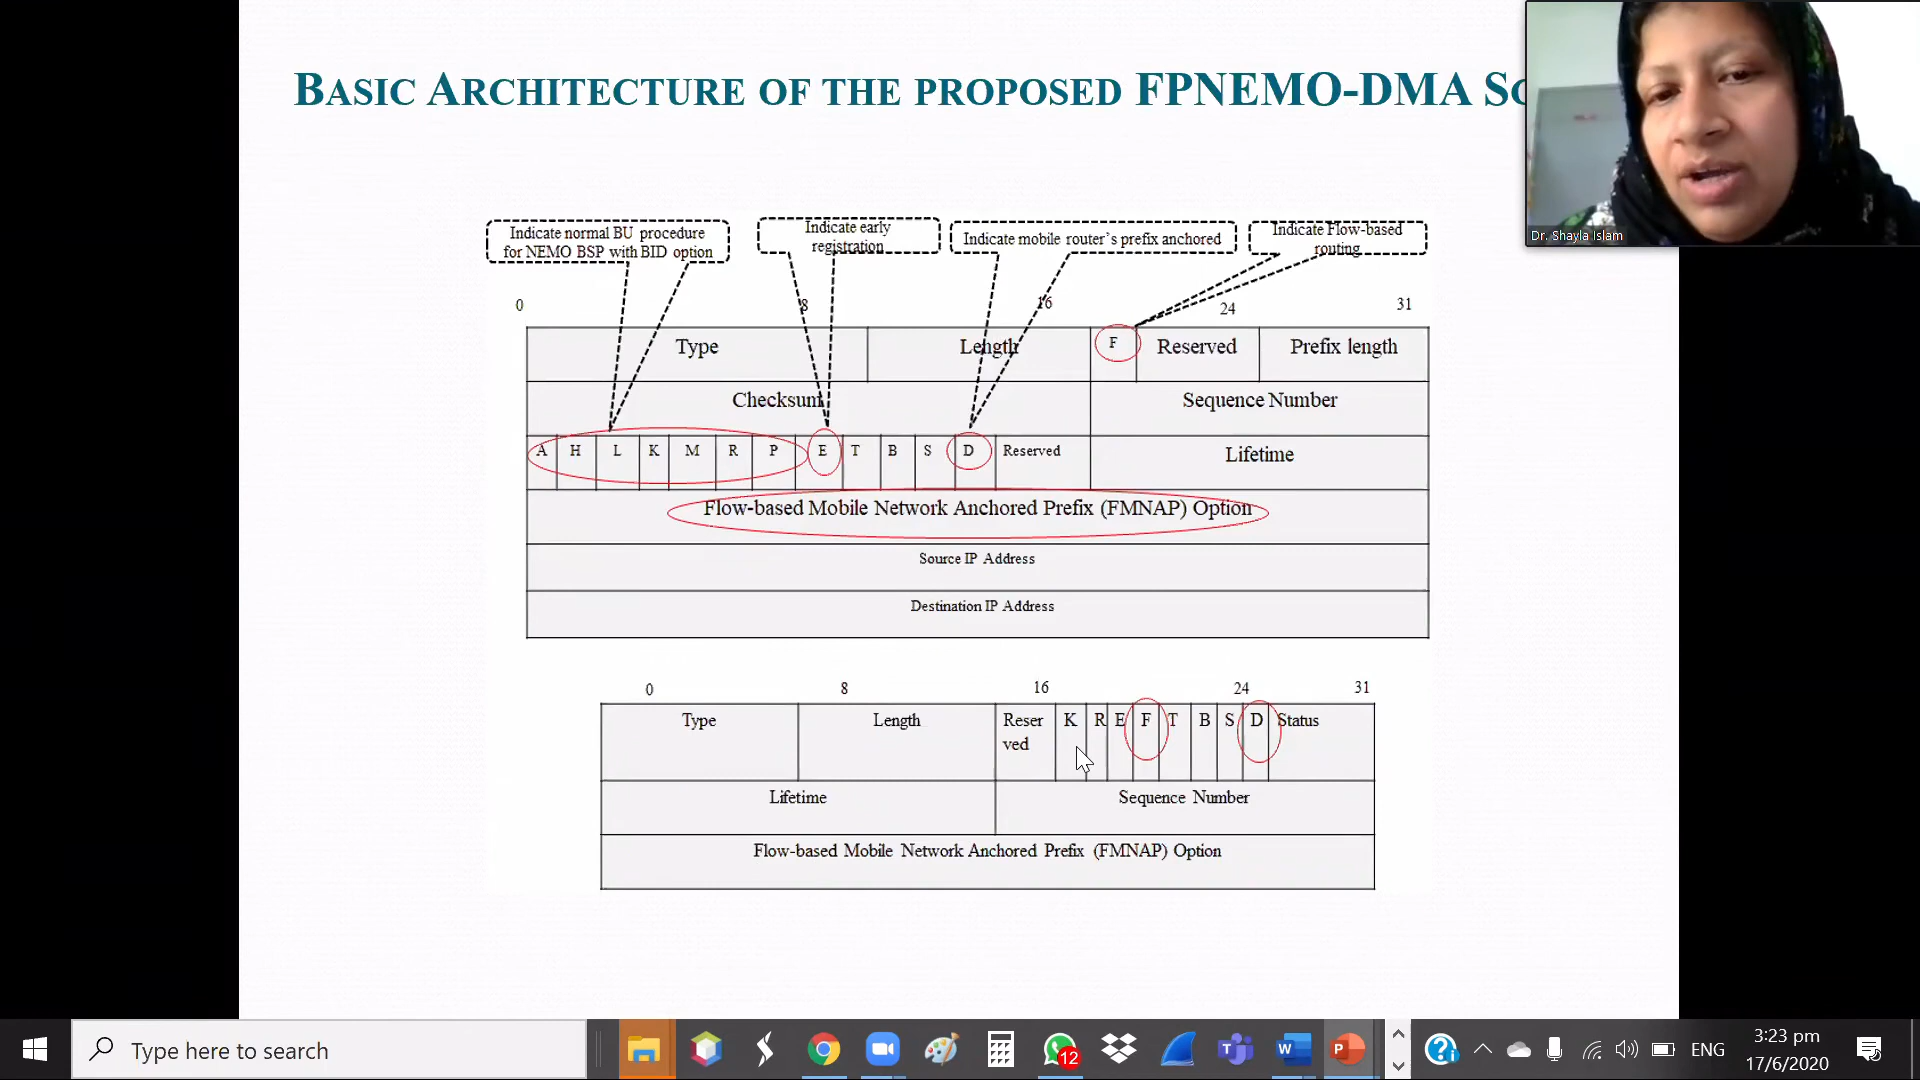 BASIC ARCHITECTURE OF THE PROPOSED FPNEMO-DMA SC
Dr. Shayla Islam
Indicate normal BU procedure
for NEMO BSP with BID option
Indicate early
registration
Indicate mobile router's prefix anchored
Indicate Flow-based
routing
0 8 16 24 31
Type Length F Reserved Prefix length
Checksum Sequence Number
A H L K M R P E T B S D Reserved Lifetime
Flow-based Mobile Network Anchored Prefix (FMNAP) Option
Source IP Address
Destination IP Address
0 8 16 24 31
Type Length Reser K R E F T B S D Status
ved
Lifetime Sequence Number
Flow-based Mobile Network Anchored Prefix (FMNAP) Option
Type here to search
12
ENG
3:23 pm
17/6/2020